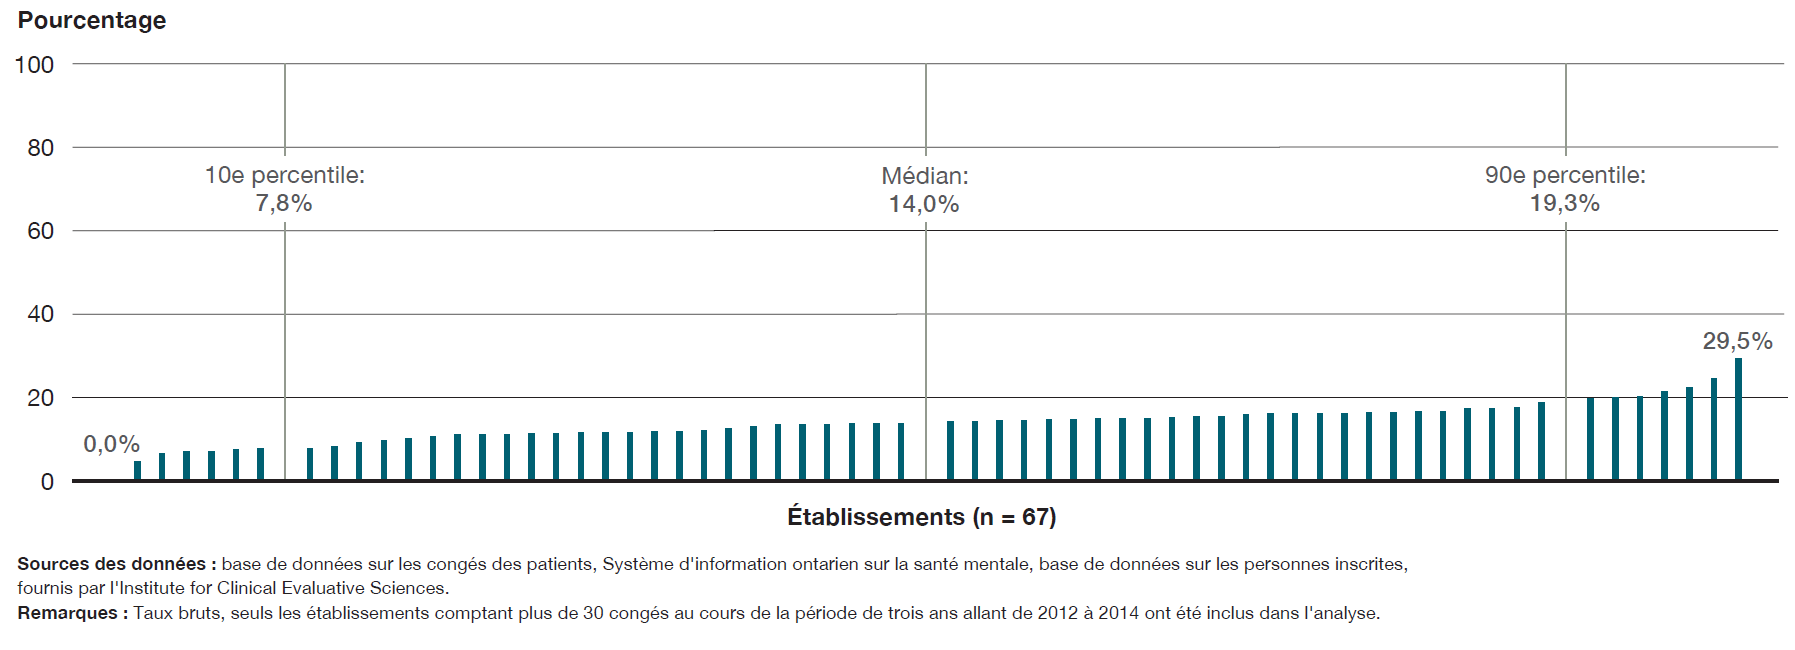 Pourcentage
100
80
10e percentile:
7,8%
Médian:
14,0%
90e percentile:
19,3%
60
40
29,5%
20
0,0%
0
Établissements (n = 67)
Sources des données : base de données sur les congés des patients, Système d'information ontarien sur la santé mentale, base de données sur les personnes inscrites,
fournis par l'Institute for Clinical Evaluative Sciences.
Remarques : Taux bruts, seuls les établissements comptant plus de 30 congés au cours de la période de trois ans allant de 2012 à 2014 ont été inclus dans l'analyse.